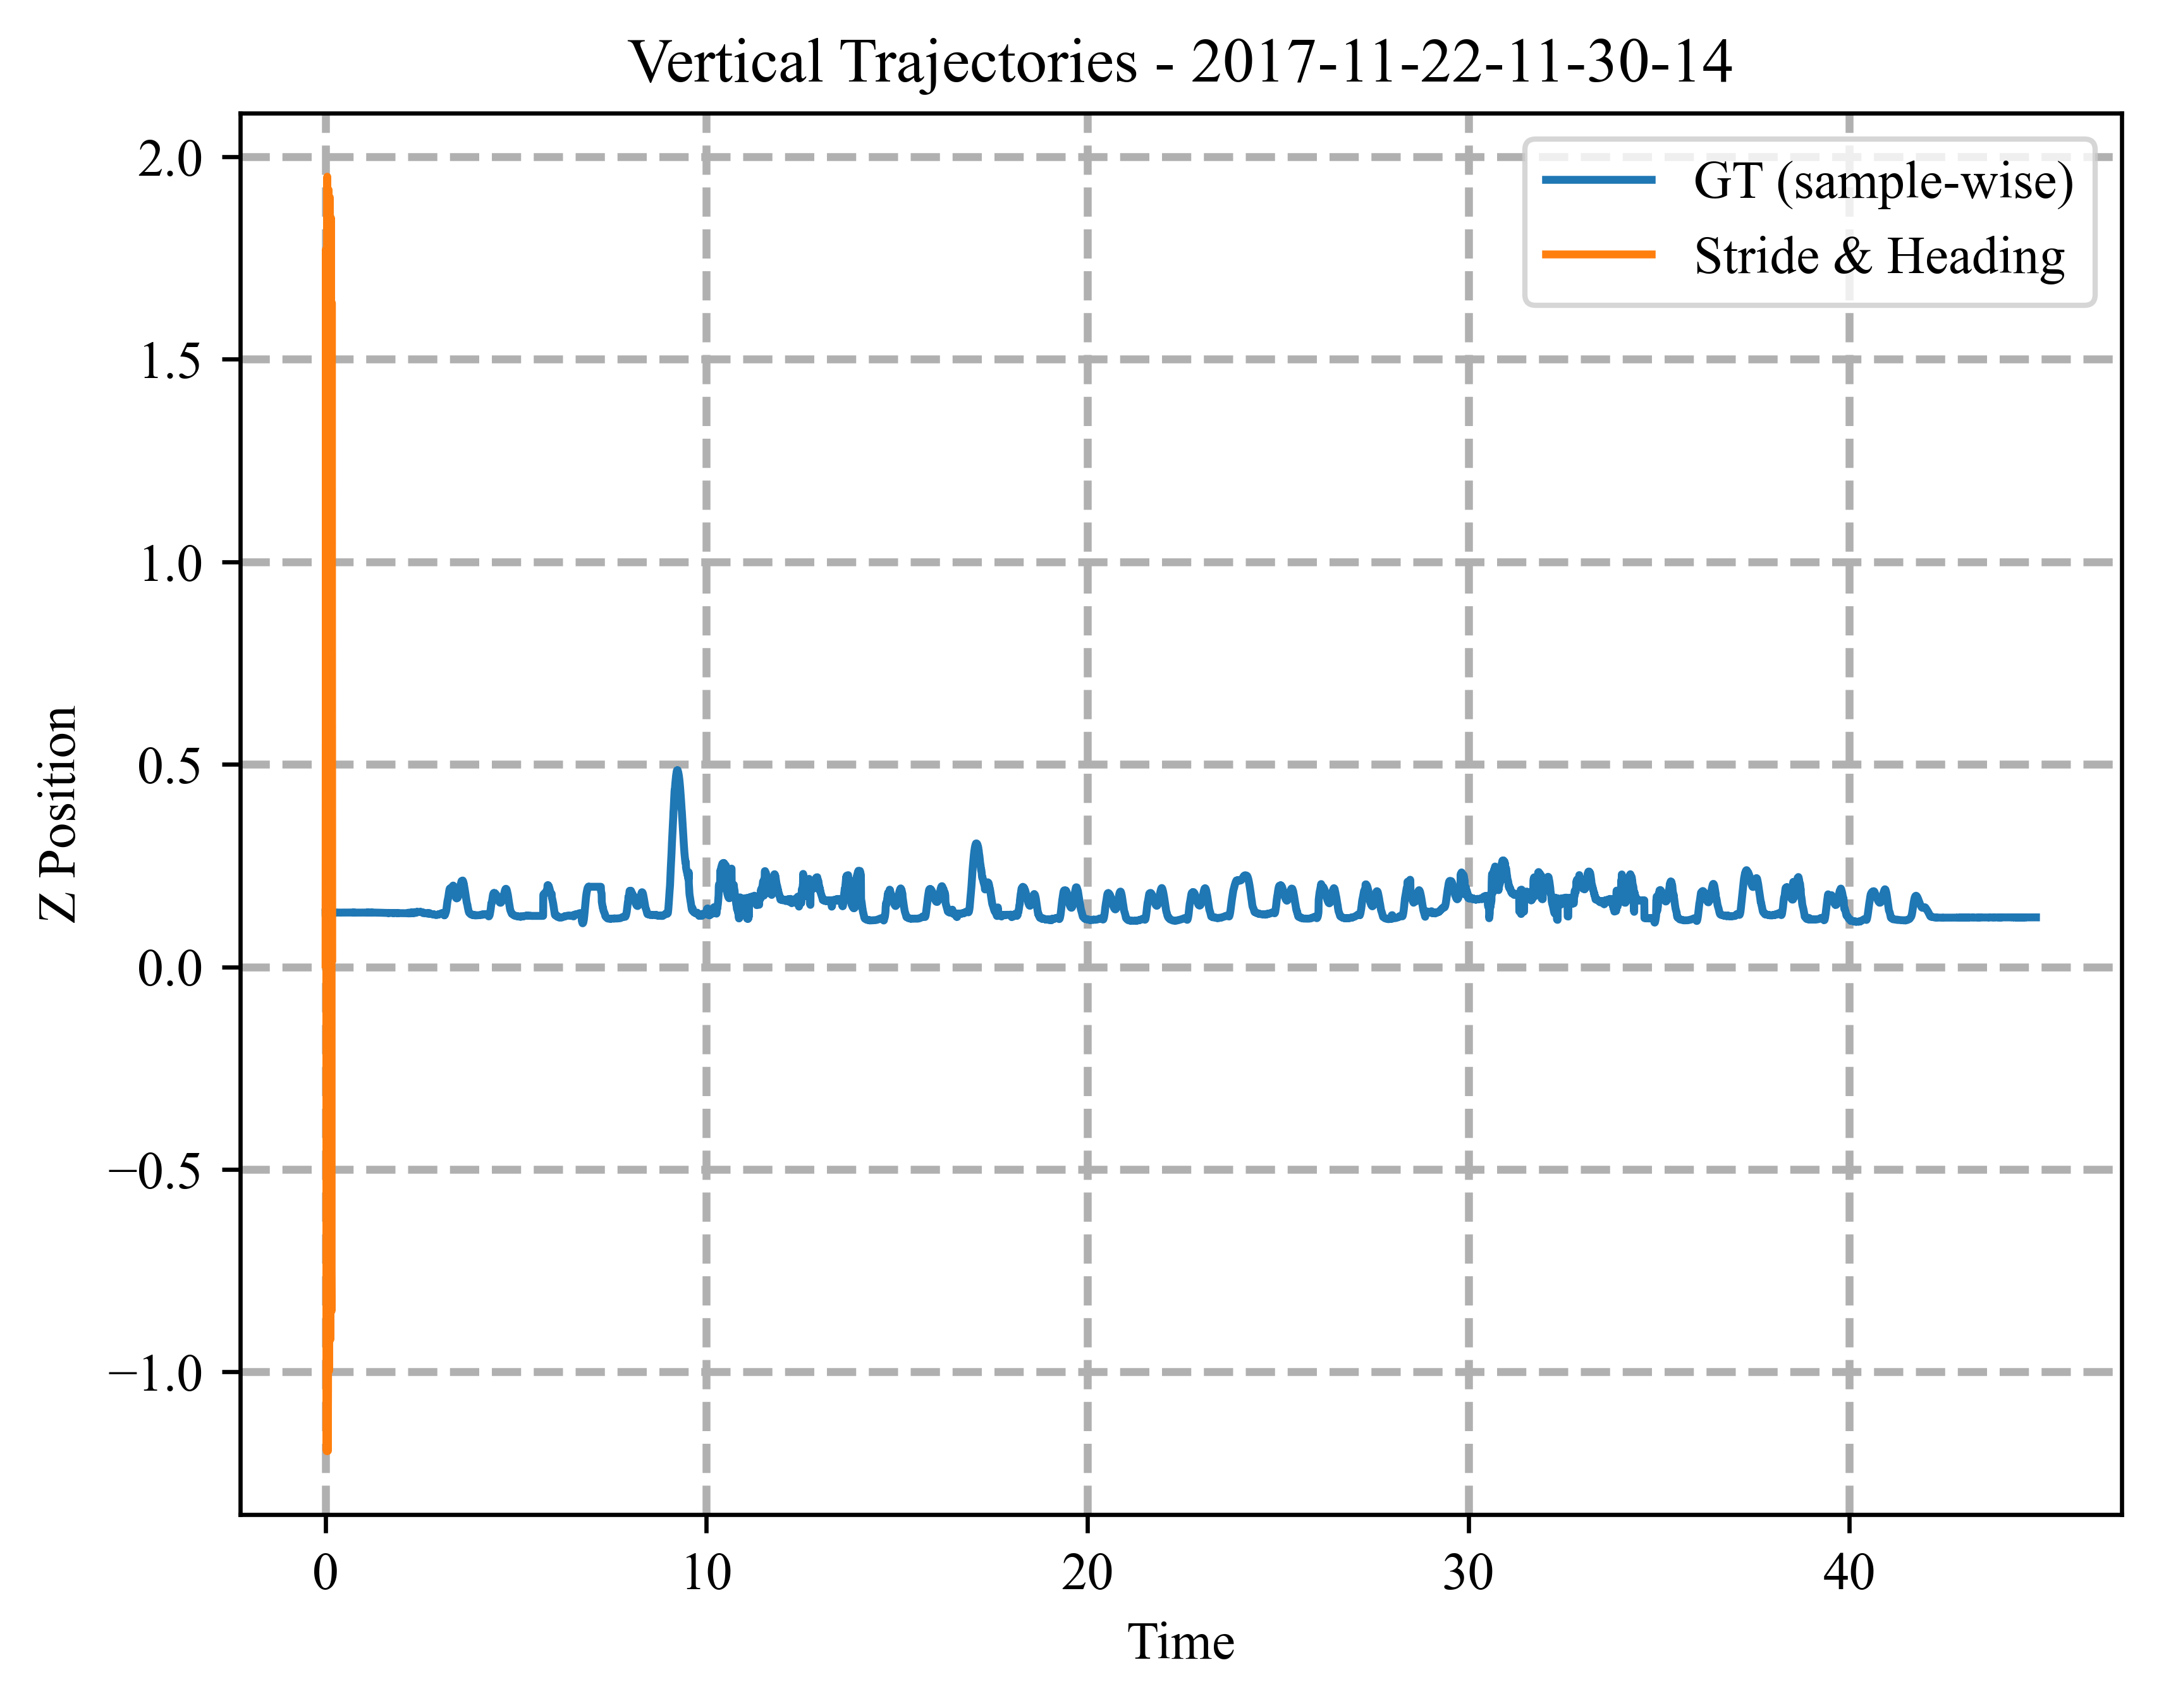 Vertical Trajectories - 2017-11-22-11-30-14
GT (sample-wise)
Stride & Heading
2.0
1.5
1.0
0.5
0.0
−0.5
−1.0
Z Position
0 10 20 30 40
Time